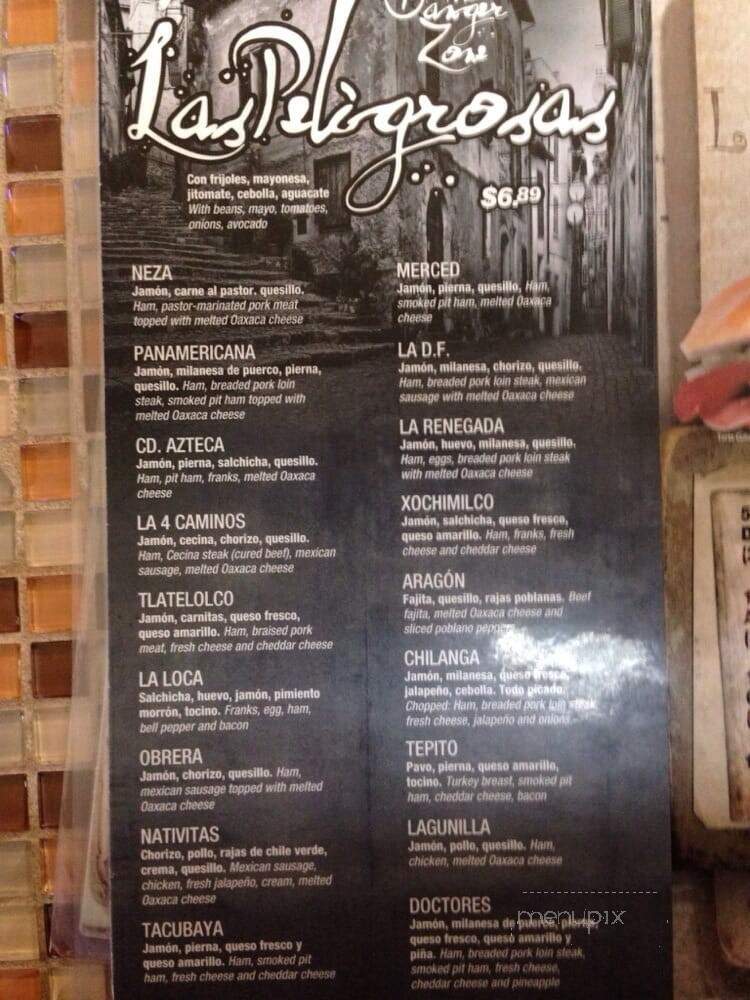 Danger
Zone
Las Peligrosas
Con frijoles, mayonesa,
jitomate, cebolla, aguacate
With beans, mayo, tomatoes,
onions, avocado
$6.89
NEZA
Jamón, carne al pastor. quesillo.
Ham, pastor-marinated pork meat
topped with melted Oaxaca cheese
PANAMERICANA
Jamón, milanesa de puerco, pierna,
quesillo. Ham, breaded pork loin
steak, smoked pit ham topped with
melted Oaxaca cheese
CD. AZTECA
Jamón, pierna, salchicha, quesillo.
Ham, pit ham, franks, melted Oaxaca
cheese
LA 4 CAMINOS
Jamón, cecina, chorizo, quesillo.
Ham, Cecina steak (cured beef), mexican
sausage, melted Oaxaca cheese
TLATELOLCO
Jamón, carnitas, queso fresco,
queso amarillo. Ham, braised pork
meat, fresh cheese and cheddar cheese
LA LOCA
Salchicha, huevo, jamón, pimiento
morrón, tocino. Franks, egg, ham,
bell pepper and bacon
OBRERA
Jamón, chorizo, quesillo. Ham,
mexican sausage topped with melted
Oaxaca cheese
NATIVITAS
Chorizo, pollo, rajas de chile verde,
crema, quesillo. Mexican sausage,
chicken, fresh jalapeño, cream, melted
Oaxaca cheese
TACUBAYA
Jamón, pierna, queso fresco y
queso amarillo. Ham, smoked pit
ham, fresh cheese and cheddar cheese
MERCED
Jamón, pierna, quesillo, Ham,
smoked pit ham, melted Oaxaca
cheese
LA D.F.
Jamón, milanesa, chorizo, quesillo.
Ham, breaded pork loin steak, mexican
sausage with melted Oaxaca cheese
LA RENEGADA
Jamón, huevo, milanesa, quesillo.
Ham, eggs, breaded pork loin steak
with melted Oaxaca cheese
XOCHIMILCO
Jamón, salchicha, queso fresco,
queso amarillo. Ham, franks, fresh
cheese and cheddar cheese
ARAGÓN
Fajita, quesillo, rajas poblanas. Beef
fajita, melted Oaxaca cheese and
sliced poblano peppers
CHILANGA
Jamón, milanesa, queso fresco,
jalapeño, cebolla. Todo picado.
Chopped: Ham, breaded pork loin steak,
fresh cheese, jalapeño and onions
TEPITO
Pavo, pierna, queso amarillo,
tocino. Turkey breast, smoked pit
ham, cheddar cheese, bacon
LAGUNILLA
Jamón, pollo, quesillo. Ham,
chicken, melted Oaxaca cheese
DOCTORES
Jamón, milanesa de puerco, pierna,
queso fresco, queso amarillo y
piña. Ham, breaded pork loin steak,
smoked pit ham, fresh cheese,
cheddar cheese and pineapple
menupix